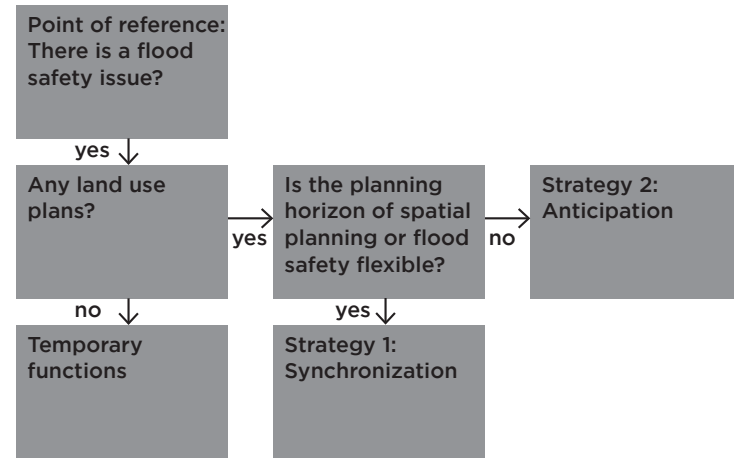 Point of reference:
There is a flood
safety issue?
yes
Any land use
plans?
yes
Is the planning
horizon of spatial
planning or flood
safety flexible?
no
Strategy 2:
Anticipation
no
Temporary
functions
yes
Strategy 1:
Synchronization